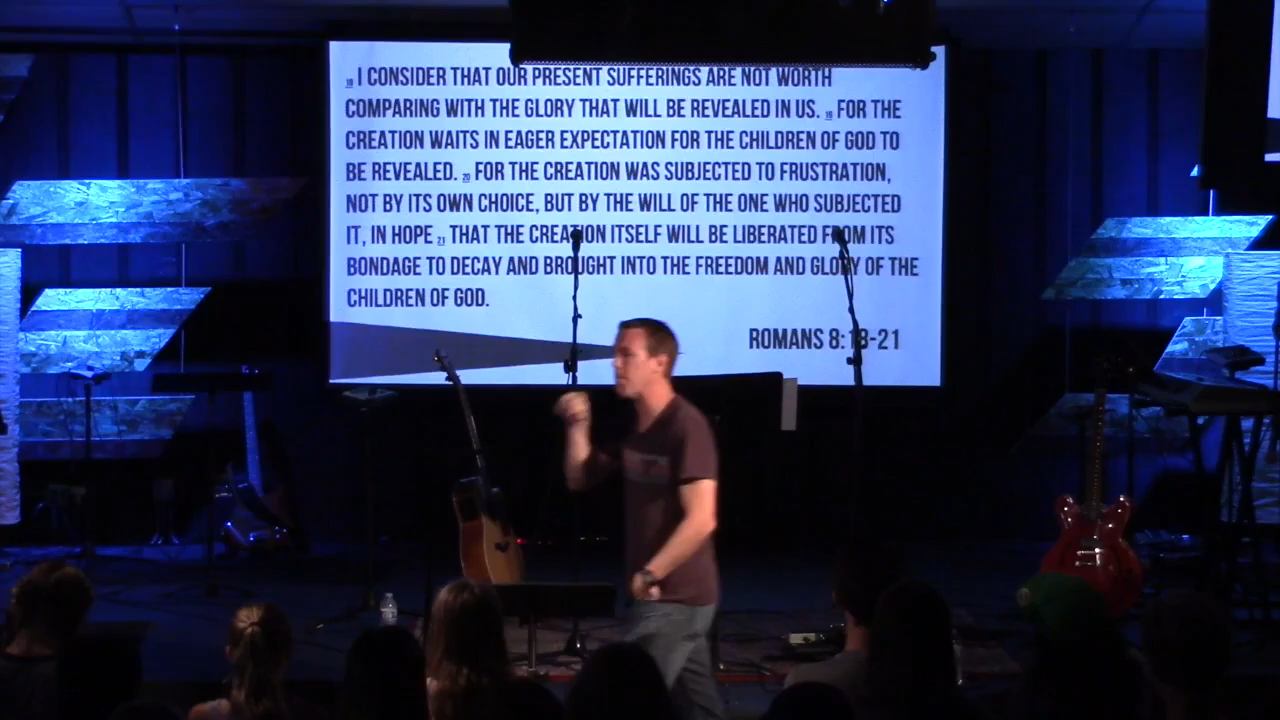 18 I CONSIDER THAT OUR PRESENT SUFFERINGS ARE NOT WORTH
COMPARING WITH THE GLORY THAT WILL BE REVEALED IN US. 19 FOR THE
CREATION WAITS IN EAGER EXPECTATION FOR THE CHILDREN OF GOD TO
BE REVEALED. 20 FOR THE CREATION WAS SUBJECTED TO FRUSTRATION,
NOT BY ITS OWN CHOICE, BUT BY THE WILL OF THE ONE WHO SUBJECTED
IT, IN HOPE 21 THAT THE CREATION ITSELF WILL BE LIBERATED FROM ITS
BONDAGE TO DECAY AND BROUGHT INTO THE FREEDOM AND GLORY OF THE
CHILDREN OF GOD.
ROMANS 8:18-21